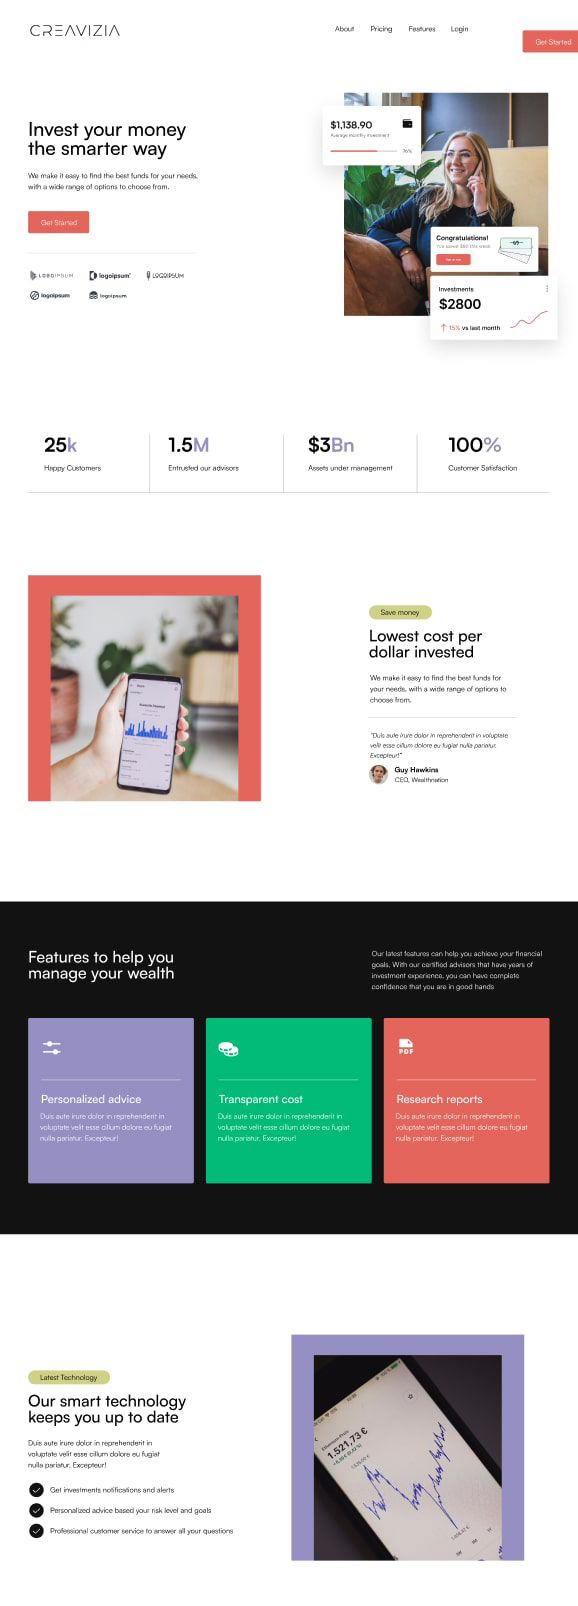 CREAVIZIA
About
Pricing
Features
Login
Get Started
Invest your money
the smarter way
We make it easy to find the best funds for your needs,
with a wide range of options to choose from.
Get Started
LOGOIPSUM
logoipsum
LOGOIPSUM
logoipsum
logoipsum
$1,138.90
Average monthly investment
76%
Congratulations!
You saved $80 this week
Investments
$2800
15% vs last month
25k
Happy Customers
1.5M
Entrusted our advisors
$3Bn
Assets under management
100%
Customer Satisfaction
Save money
Lowest cost per
dollar invested
We make it easy to find the best funds for
your needs, with a wide range of options to
choose from.
"Duis aute irure dolor in reprehenderit in voluptate
velit esse cillum dolore eu fugiat nulla pariatur.
Excepteur!"
Guy Hawkins
CEO, Wealthnation
Features to help you
manage your wealth
Our latest features can help you achieve your financial
goals. With our certified advisors that have years of
investment experience, you can have complete
confidence that you are in good hands
Personalized advice
Duis aute irure dolor in reprehenderit in
voluptate velit esse cillum dolore eu fugiat
nulla pariatur. Excepteur!
Transparent cost
Duis aute irure dolor in reprehenderit in
voluptate velit esse cillum dolore eu fugiat
nulla pariatur. Excepteur!
PDF
Research reports
Duis aute irure dolor in reprehenderit in
voluptate velit esse cillum dolore eu fugiat
nulla pariatur. Excepteur!
Latest Technology
Our smart technology
keeps you up to date
Duis aute irure dolor in reprehenderit in
voluptate velit esse cillum dolore eu fugiat
nulla pariatur. Excepteur!
Get investments notifications and alerts
Personalized advice based your risk level and goals
Professional customer service to answer all your questions
1.521,73 €